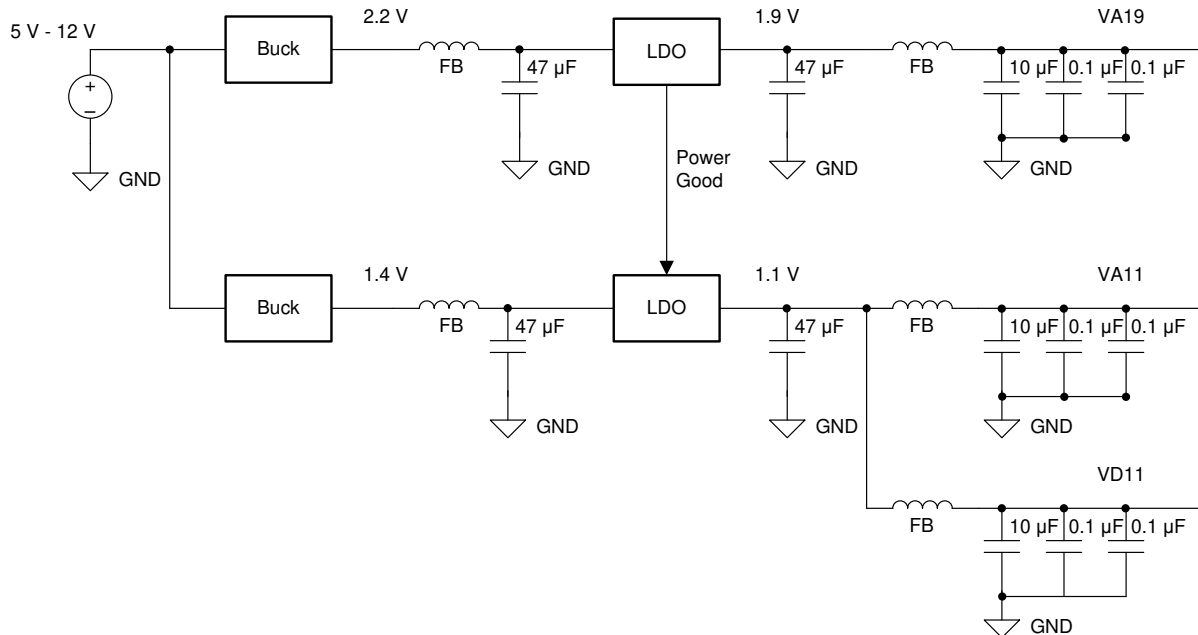 2.2 V
1.9 V
VA19
5 V - 12 V
Buck
LDO
FB
47 µF
47 µF
FB
10 µF
0.1 µF
0.1 µF
+
–
Power
Good
GND
GND
GND
GND
1.4 V
1.1 V
VA11
Buck
LDO
FB
47 µF
47 µF
FB
10 µF
0.1 µF
0.1 µF
GND
GND
GND
VD11
FB
10 µF
0.1 µF
0.1 µF
GND